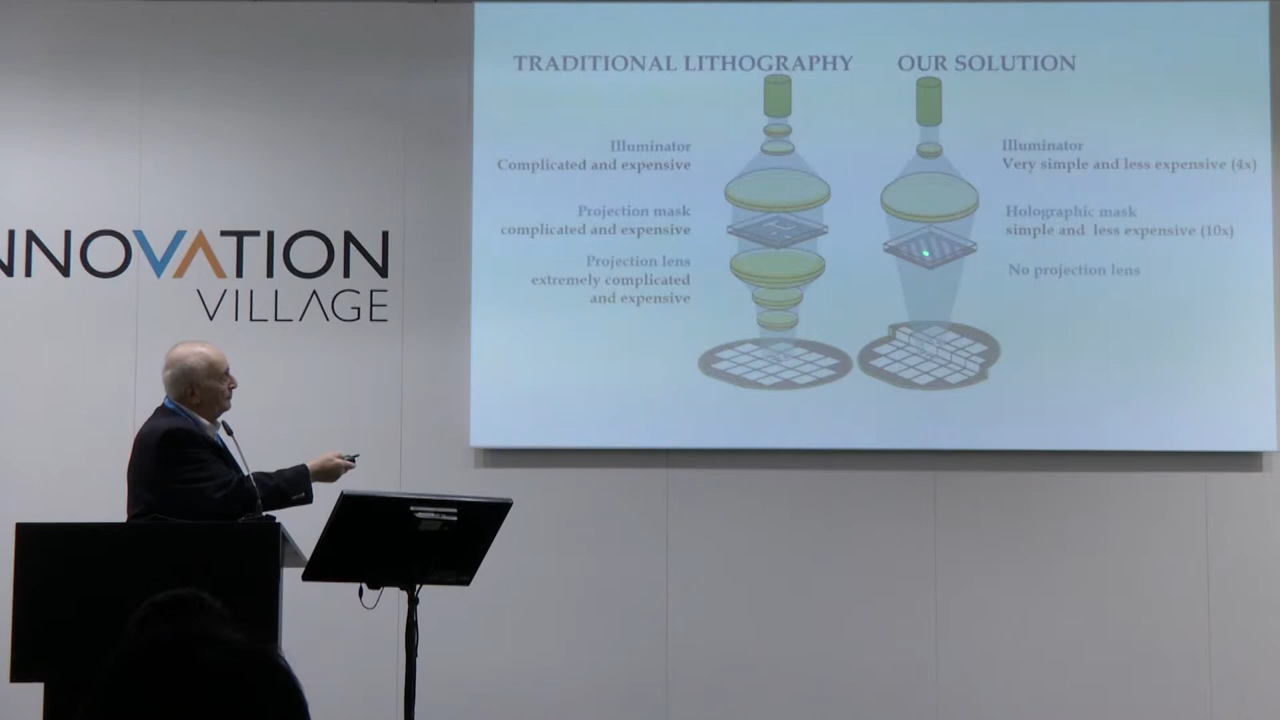 NNOVATION
VILLAGE
TRADITIONAL LITHOGRAPHY
Illuminator
Complicated and expensive
Projection mask
complicated and expensive
Projection lens
extremely complicated
and expensive
OUR SOLUTION
Illuminator
Very simple and less expensive (4x)
Holographic mask
simple and less expensive (10x)
No projection lens